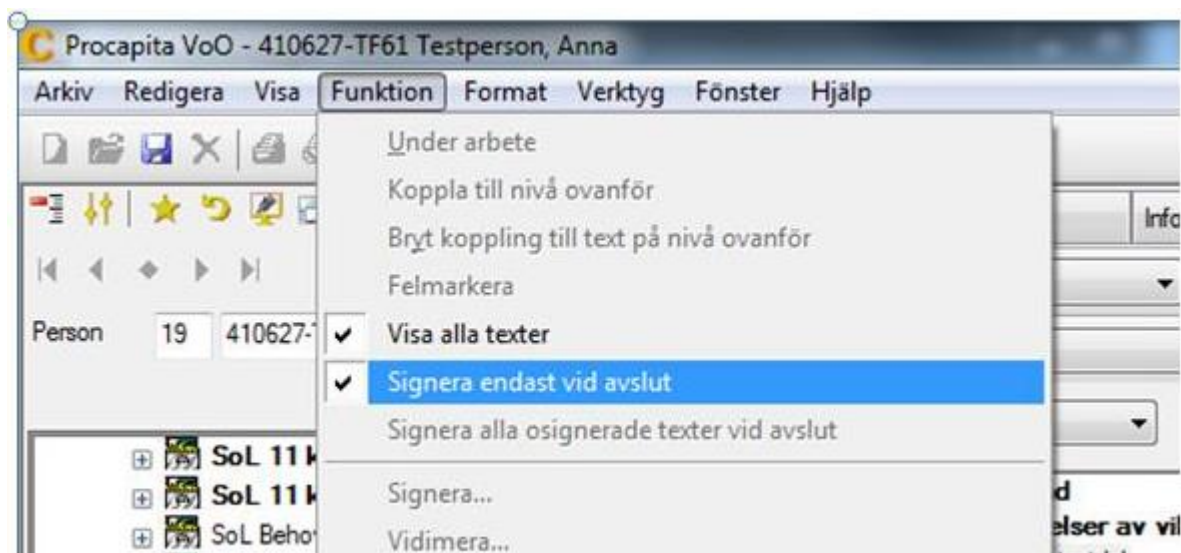 Procapita VoO - 410627-TF61 Testperson, Anna
Arkiv Redigera Visa Funktion Format Verktyg Fönster Hjälp
Under arbete
Koppla till nivå ovanför
Bryt koppling till text på nivå ovanför
Felmarkera
Visa alla texter
Signera endast vid avslut
Signera alla osignerade texter vid avslut
Signera...
Vidimera...
Person 19 410627-
SoL 11
SoL 11
SoL Beho
Info
d
elser av vil